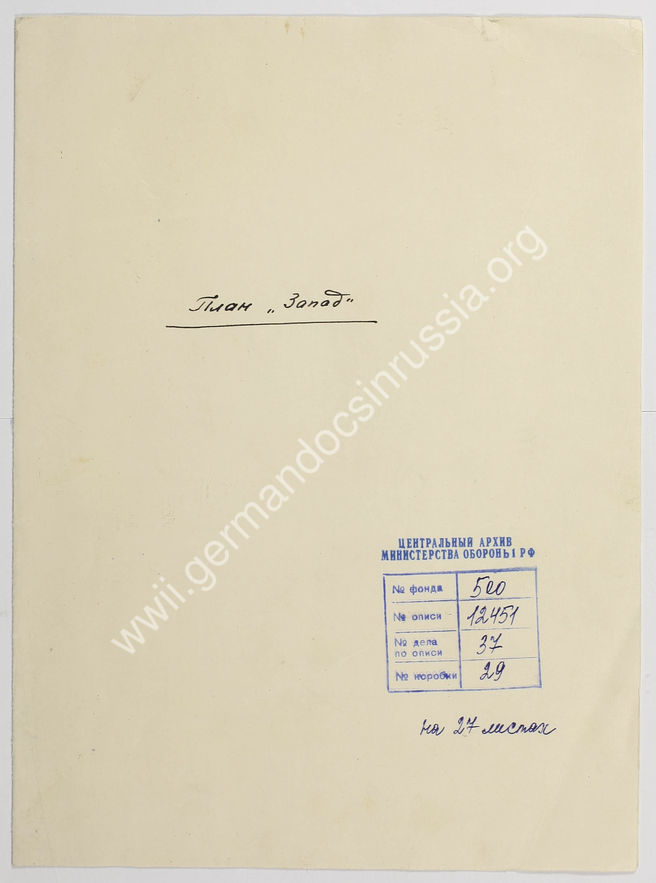 План „Запад"
wwii.germandocsinrussia.org
ЦЕНТРАЛЬНЫЙ АРХИВ
МИНИСТЕРСТВА ОБОРОНЫ РФ
№ фонда 500
№ описи 12451
№ дела
по описи 37
№ коробки 29
на 27 листах